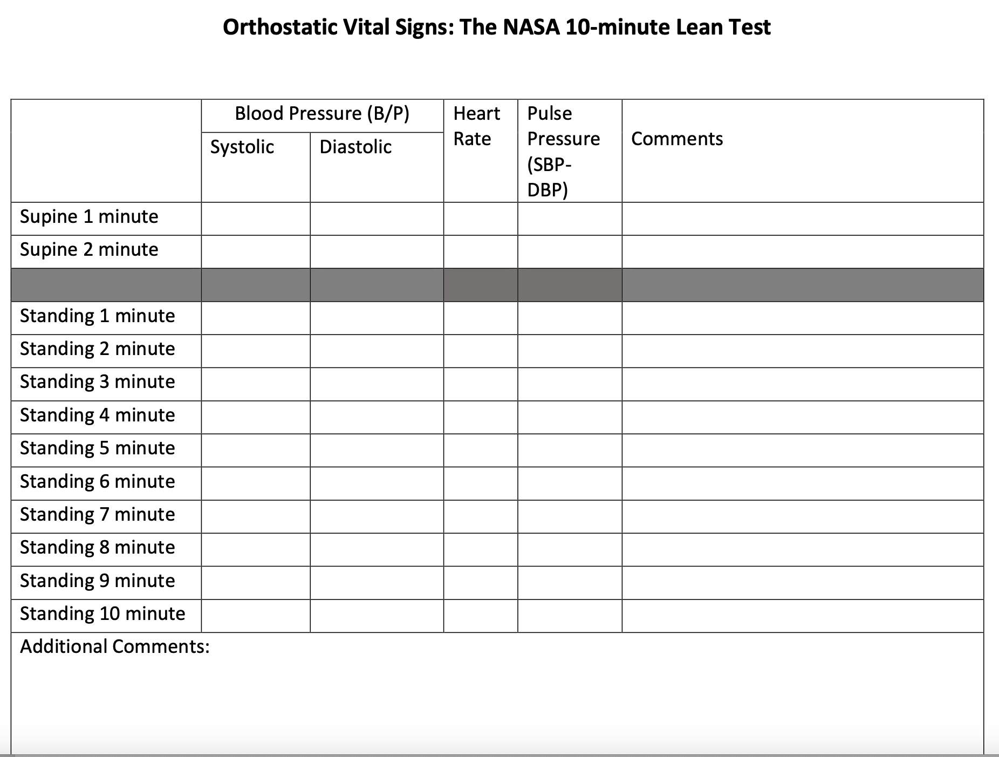 Orthostatic Vital Signs: The NASA 10-minute Lean Test
Blood Pressure (B/P)
Systolic
Diastolic
Heart
Rate
Pulse
Pressure
(SBP-
DBP)
Comments
Supine 1 minute
Supine 2 minute
Standing 1 minute
Standing 2 minute
Standing 3 minute
Standing 4 minute
Standing 5 minute
Standing 6 minute
Standing 7 minute
Standing 8 minute
Standing 9 minute
Standing 10 minute
Additional Comments: